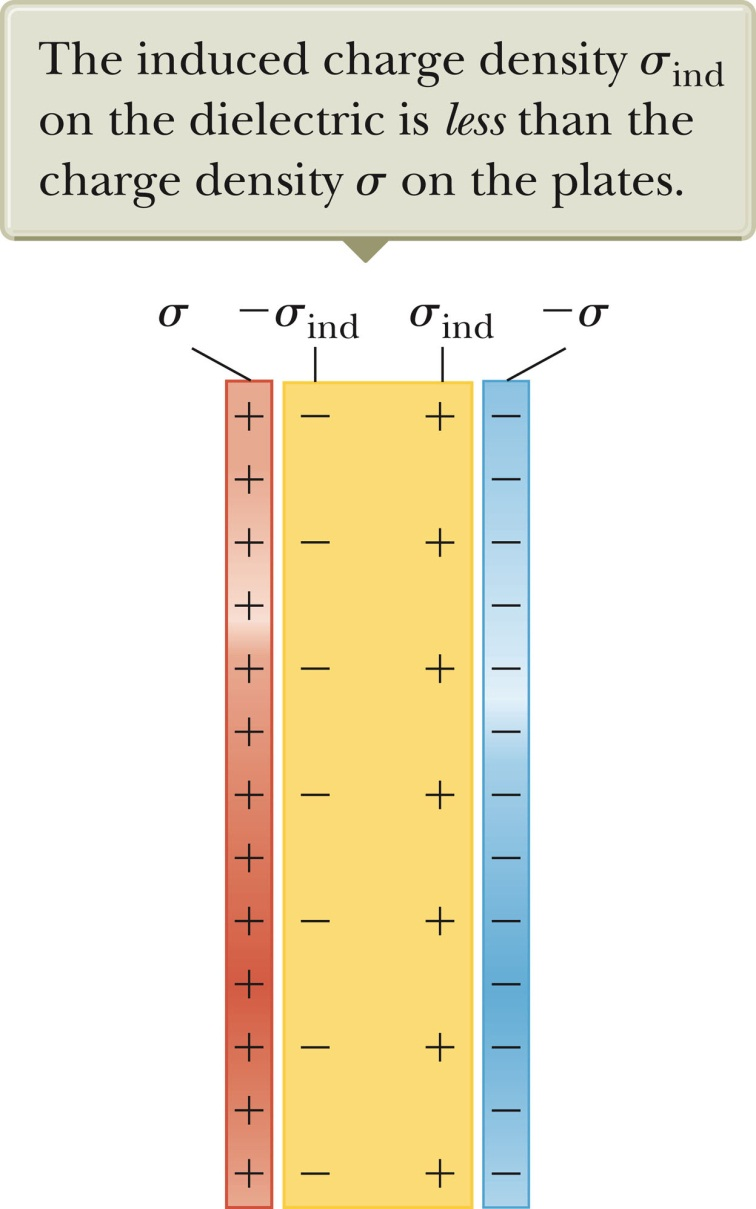 The induced charge density σind
on the dielectric is less than the
charge density σ on the plates.
σ −σind σind −σ
+ − + −
+ −
+ − + −
+ −
+ − + −
+ −
+ − + −
+ −
+ − + −
+ −
+ − + −
+ −
+ − + −